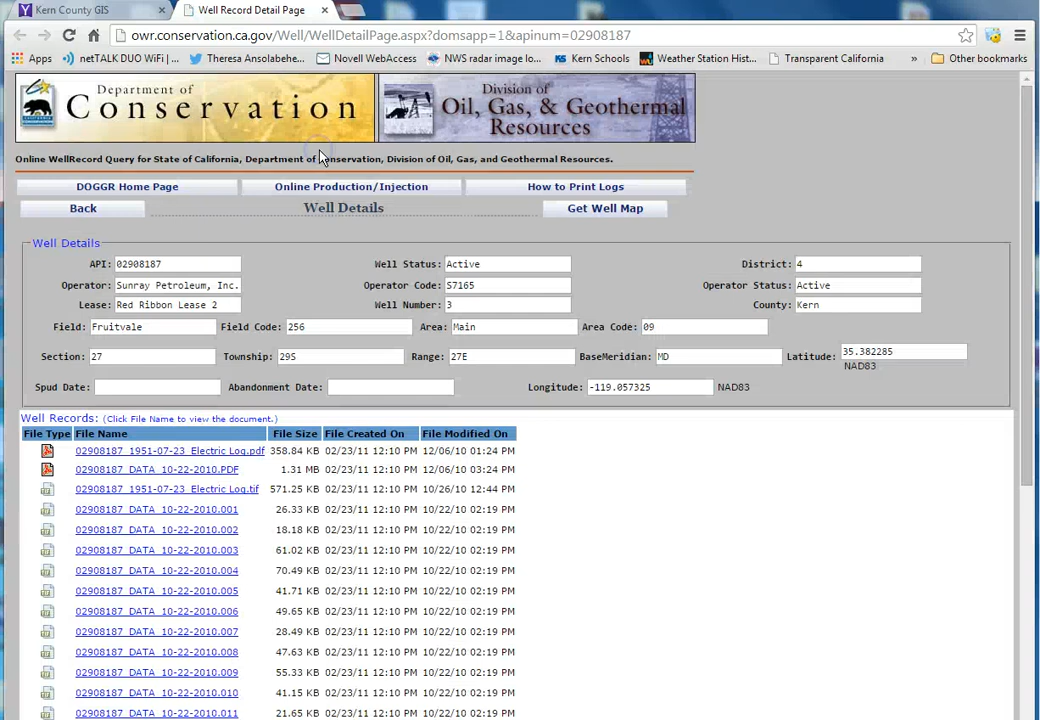 Kern County GIS × Well Record Detail Page ×
owr.conservation.ca.gov/Well/WellDetailPage.aspx?domsapp=1&apinum=02908187
Apps netTALK DUO WiFi | ... Theresa Ansolabehe... Novell WebAccess NWS radar image lo... Kern Schools Weather Station Hist... Transparent California » Other bookmarks
Department of
Conservation
Division of
Oil, Gas, & Geothermal
Resources
Online WellRecord Query for State of California, Department of Conservation, Division of Oil, Gas, and Geothermal Resources.
DOGGR Home Page Online Production/Injection How to Print Logs
Back Well Details Get Well Map
Well Details
API: 02908187 Well Status: Active District: 4
Operator: Sunray Petroleum, Inc. Operator Code: S7165 Operator Status: Active
Lease: Red Ribbon Lease 2 Well Number: 3 County: Kern
Field: Fruitvale Field Code: 256 Area: Main Area Code: 09
Section: 27 Township: 29S Range: 27E BaseMeridian: MD Latitude: 35.382285
NAD83
Spud Date: Abandonment Date: Longitude: -119.057325 NAD83
Well Records: (Click File Name to view the document.)
File Type File Name File Size File Created On File Modified On
02908187_1951-07-23_Electric Log.pdf 358.84 KB 02/23/11 12:10 PM 12/06/10 01:24 PM
02908187_DATA_10-22-2010.PDF 1.31 MB 02/23/11 12:10 PM 12/06/10 03:24 PM
02908187_1951-07-23_Electric Log.tif 571.25 KB 02/23/11 12:10 PM 10/26/10 12:44 PM
02908187_DATA_10-22-2010.001 26.33 KB 02/23/11 12:10 PM 10/22/10 02:19 PM
02908187_DATA_10-22-2010.002 18.18 KB 02/23/11 12:10 PM 10/22/10 02:19 PM
02908187_DATA_10-22-2010.003 61.02 KB 02/23/11 12:10 PM 10/22/10 02:19 PM
02908187_DATA_10-22-2010.004 70.49 KB 02/23/11 12:10 PM 10/22/10 02:19 PM
02908187_DATA_10-22-2010.005 41.71 KB 02/23/11 12:10 PM 10/22/10 02:19 PM
02908187_DATA_10-22-2010.006 49.65 KB 02/23/11 12:10 PM 10/22/10 02:19 PM
02908187_DATA_10-22-2010.007 28.49 KB 02/23/11 12:10 PM 10/22/10 02:19 PM
02908187_DATA_10-22-2010.008 47.63 KB 02/23/11 12:10 PM 10/22/10 02:19 PM
02908187_DATA_10-22-2010.009 55.33 KB 02/23/11 12:10 PM 10/22/10 02:19 PM
02908187_DATA_10-22-2010.010 41.15 KB 02/23/11 12:10 PM 10/22/10 02:19 PM
02908187_DATA_10-22-2010.011 21.65 KB 02/23/11 12:10 PM 10/22/10 02:19 PM